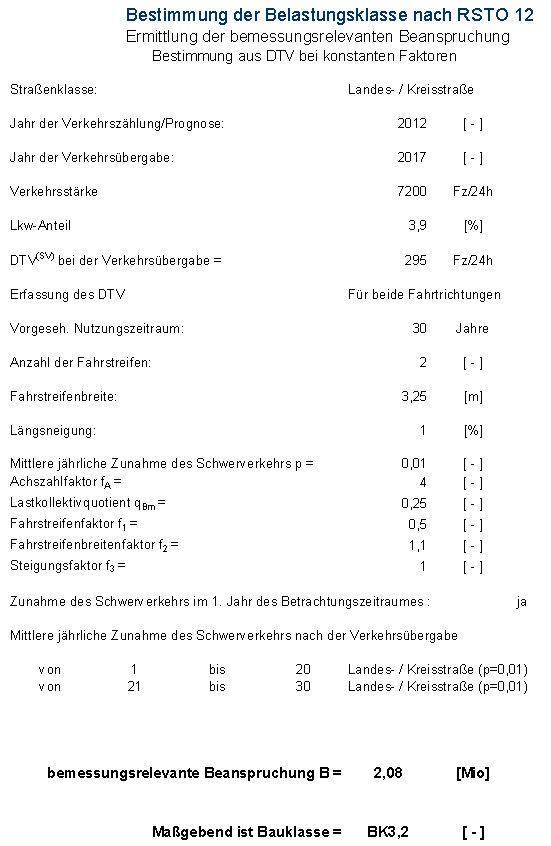 Bestimmung der Belastungsklasse nach RSTO 12
Ermittlung der bemessungsrelevanten Beanspruchung
Bestimmung aus DTV bei konstanten Faktoren
Straßenklasse: Landes- / Kreisstraße
Jahr der Verkehrszählung/Prognose: 2012 [ - ]
Jahr der Verkehrsübergabe: 2017 [ - ]
Verkehrsstärke 7200 Fz/24h
Lkw-Anteil 3,9 [%]
DTV(SV) bei der Verkehrsübergabe = 295 Fz/24h
Erfassung des DTV Für beide Fahrtrichtungen
Vorgeseh. Nutzungszeitraum: 30 Jahre
Anzahl der Fahrstreifen: 2 [ - ]
Fahrstreifenbreite: 3,25 [m]
Längsneigung: 1 [%]
Mittlere jährliche Zunahme des Schwerverkehrs p = 0,01 [ - ]
Achszahlfaktor fA = 4 [ - ]
Lastkollektivquotient qBm = 0,25 [ - ]
Fahrstreifenfaktor f1 = 0,5 [ - ]
Fahrstreifenbreitenfaktor f2 = 1,1 [ - ]
Steigungsfaktor f3 = 1 [ - ]
Zunahme des Schwerverkehrs im 1. Jahr des Betrachtungszeitraumes : ja
Mittlere jährliche Zunahme des Schwerverkehrs nach der Verkehrsübergabe
von 1 bis 20 Landes- / Kreisstraße (p=0,01)
von 21 bis 30 Landes- / Kreisstraße (p=0,01)
bemessungsrelevante Beanspruchung B = 2,08 [Mio]
Maßgebend ist Bauklasse = BK3,2 [ - ]